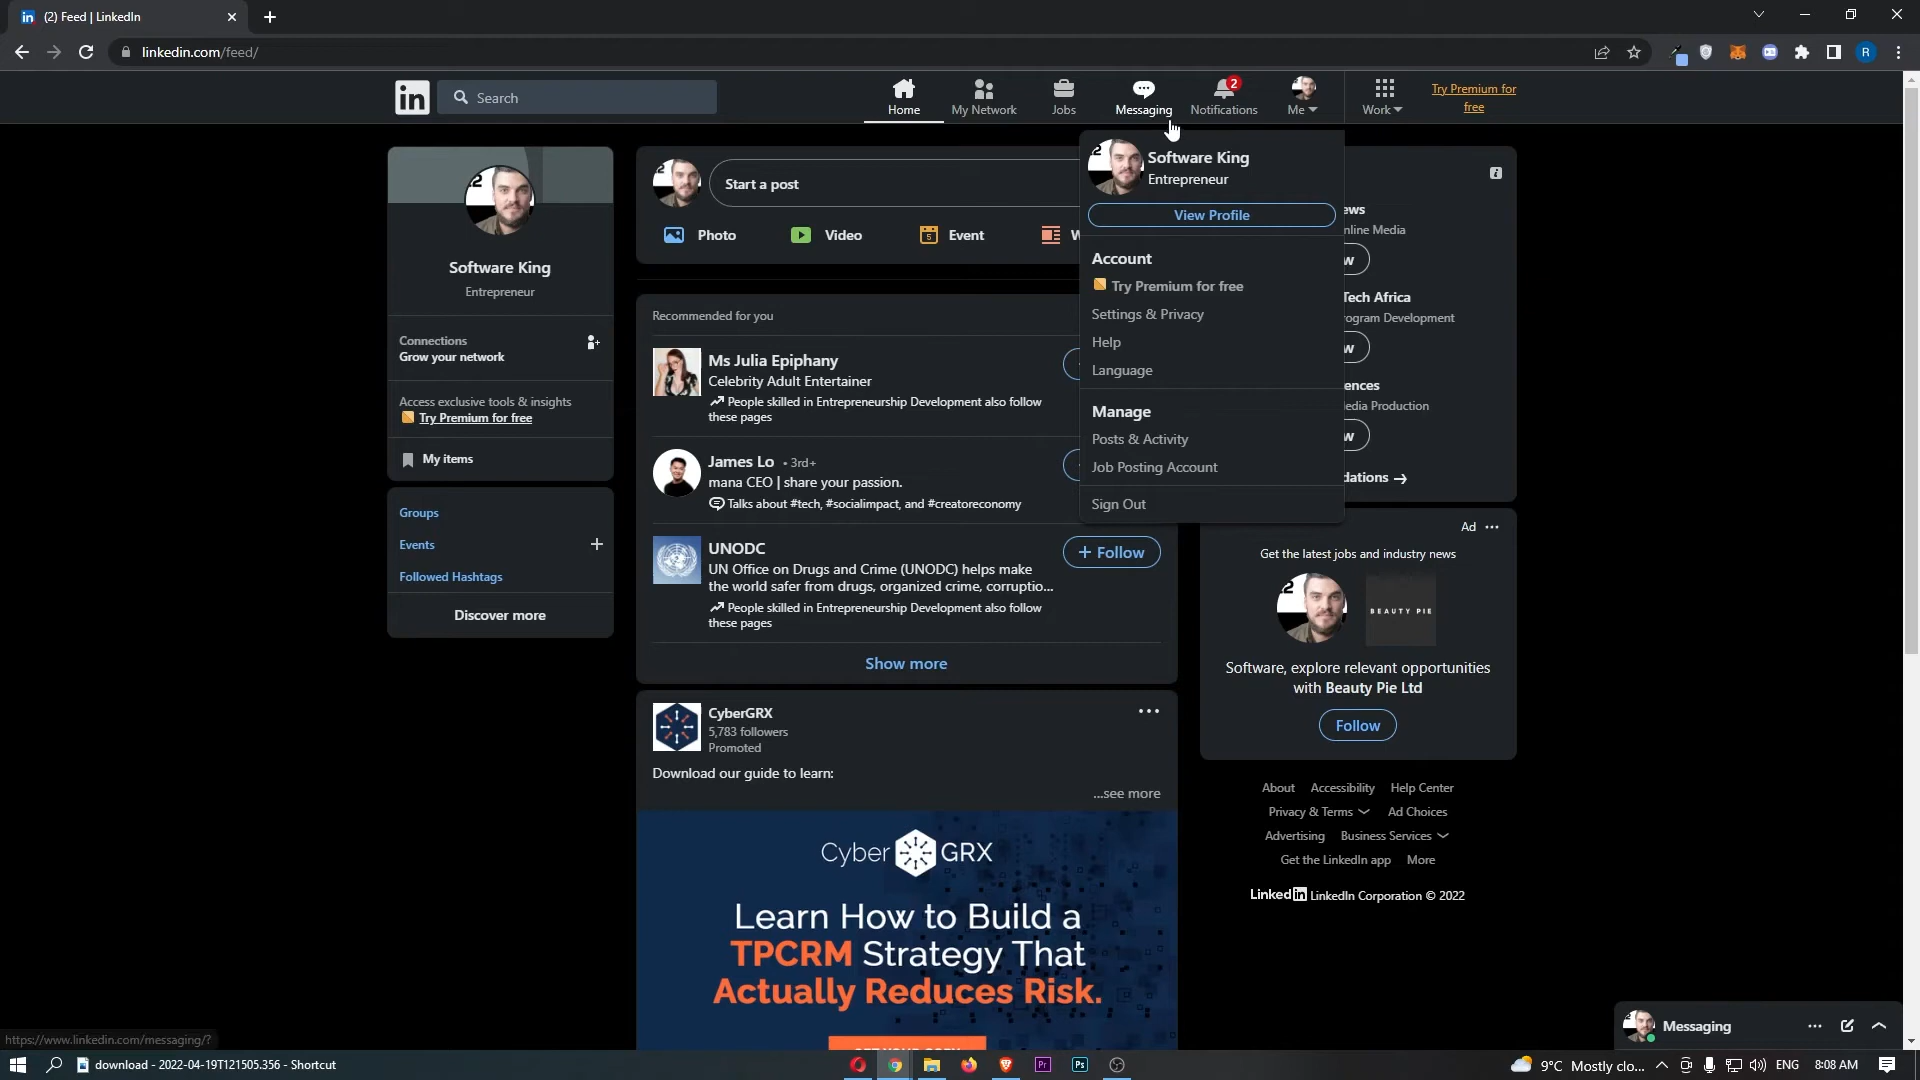 (2) Feed | LinkedIn
linkedin.com/feed/
R
in
Search
Home
My Network
Jobs
Messaging
2
Notifications
Me
Work
Try Premium for
free
Software King
Entrepreneur
Connections
Grow your network
Access exclusive tools & insights
Try Premium for free
My items
Groups
Events
Followed Hashtags
Discover more
Start a post
Photo
Video
Event
W
Recommended for you
Ms Julia Epiphany
Celebrity Adult Entertainer
People skilled in Entrepreneurship Development also follow
these pages
James Lo • 3rd+
mana CEO | share your passion.
Talks about #tech, #socialimpact, and #creatoreconomy
UNODC
UN Office on Drugs and Crime (UNODC) helps make
the world safer from drugs, organized crime, corruptio...
People skilled in Entrepreneurship Development also follow
these pages
+ Follow
Show more
CyberGRX
5,783 followers
Promoted
Download our guide to learn:
...see more
Cyber GRX
Learn How to Build a
TPCRM Strategy That
Actually Reduces Risk.
Software King
Entrepreneur
View Profile
Account
Try Premium for free
Settings & Privacy
Help
Language
Manage
Posts & Activity
Job Posting Account
Sign Out
ews
nline Media
w
Tech Africa
ogram Development
w
ences
edia Production
w
dations →
Ad
Get the latest jobs and industry news
BEAUTY PIE
Software, explore relevant opportunities
with Beauty Pie Ltd
Follow
About Accessibility Help Center
Privacy & Terms Ad Choices
Advertising Business Services
Get the LinkedIn app More
LinkedIn LinkedIn Corporation © 2022
Messaging
https://www.linkedin.com/messaging/?
download - 2022-04-19T121505.356 - Shortcut
Pr
Ps
9°C Mostly clo...
ENG
8:08 AM